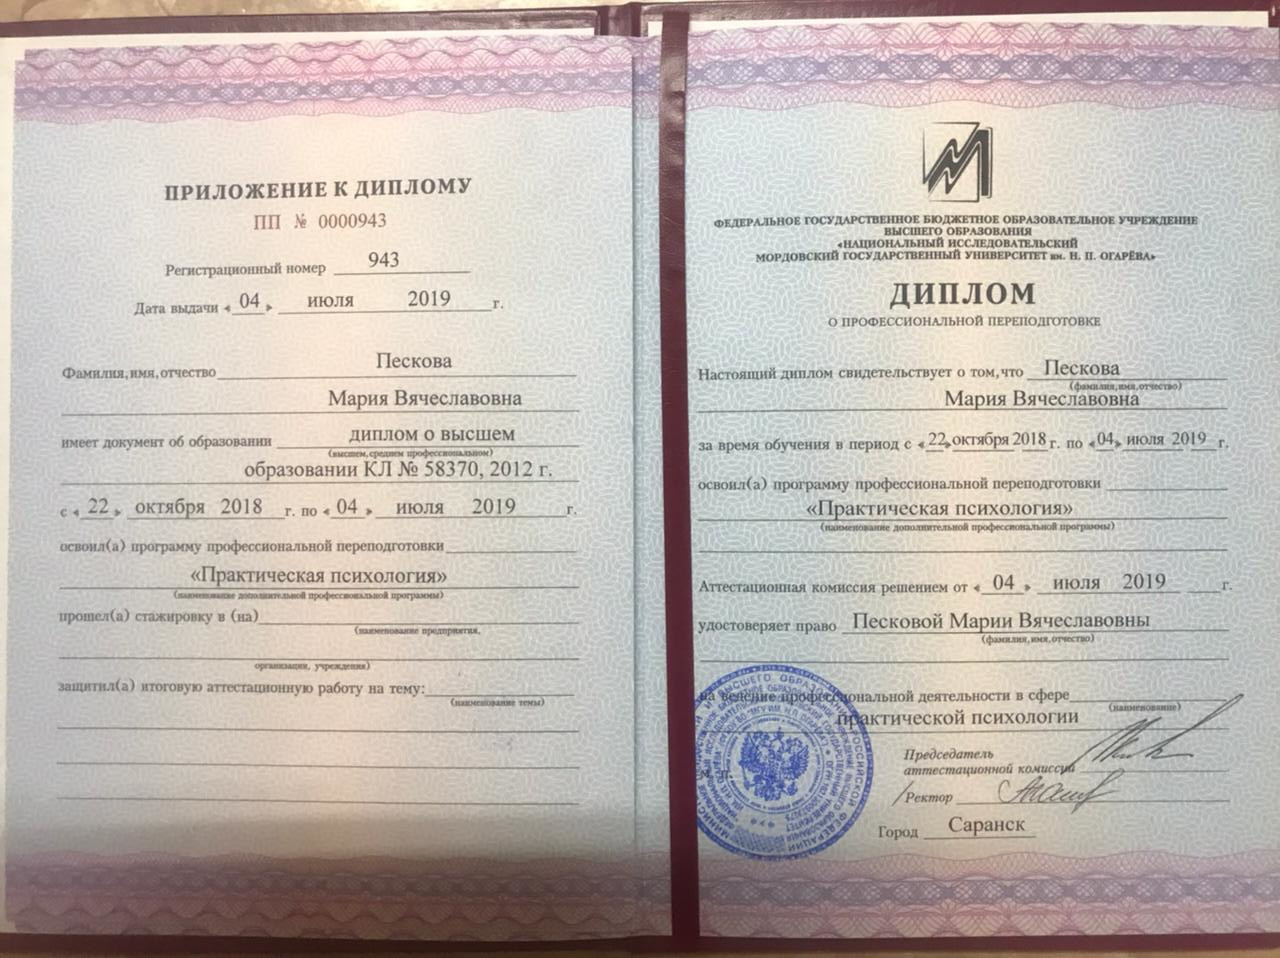 ПРИЛОЖЕНИЕ К ДИПЛОМУ
ПП № 0000943
Регистрационный номер 943
Дата выдачи «04» июля 2019 г.
Фамилия, имя, отчество Пескова
Мария Вячеславовна
имеет документ об образовании диплом о высшем
(высшем, среднем профессиональном)
образовании КЛ № 58370, 2012 г.
с «22» октября 2018 г. по «04» июля 2019 г.
освоил(а) программу профессиональной переподготовки
«Практическая психология»
(наименование дополнительной профессиональной программы)
прошел(а) стажировку в (на)
(наименование предприятия,
организации, учреждения)
защитил(а) итоговую аттестационную работу на тему:
(наименование темы)
ФЕДЕРАЛЬНОЕ ГОСУДАРСТВЕННОЕ БЮДЖЕТНОЕ ОБРАЗОВАТЕЛЬНОЕ УЧРЕЖДЕНИЕ
ВЫСШЕГО ОБРАЗОВАНИЯ
«НАЦИОНАЛЬНЫЙ ИССЛЕДОВАТЕЛЬСКИЙ
МОРДОВСКИЙ ГОСУДАРСТВЕННЫЙ УНИВЕРСИТЕТ им. Н. П. ОГАРЁВА»
ДИПЛОМ
О ПРОФЕССИОНАЛЬНОЙ ПЕРЕПОДГОТОВКЕ
Настоящий диплом свидетельствует о том, что Пескова
(фамилия, имя, отчество)
Мария Вячеславовна
за время обучения в период с «22» октября 2018 г. по «04» июля 2019 г.
освоил(а) программу профессиональной переподготовки
«Практическая психология»
(наименование дополнительной профессиональной программы)
Аттестационная комиссия решением от «04» июля 2019 г.
удостоверяет право Песковой Марии Вячеславовны
(фамилия, имя, отчество)
на ведение профессиональной деятельности в сфере
(наименование)
практической психологии
Председатель
аттестационной комиссии
М. П.
Ректор
Город Саранск